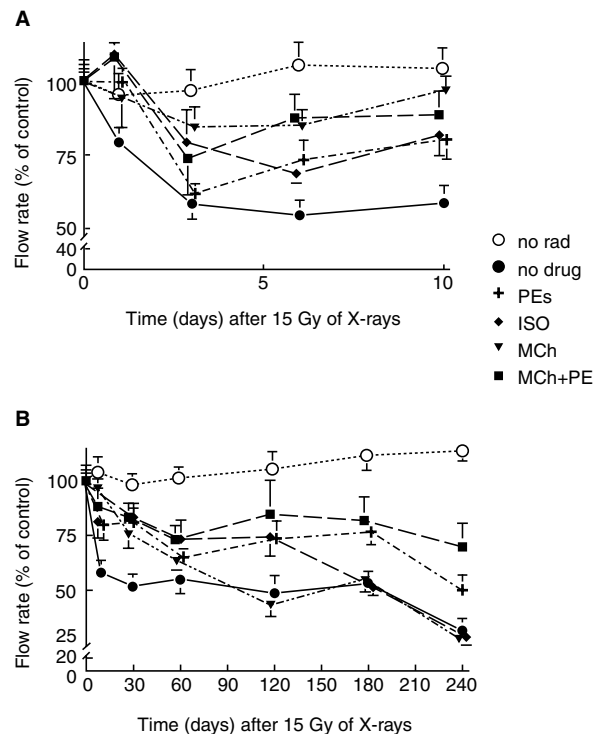 A
Flow rate (% of control)
100
75
50
40
0
0
5
10
Time (days) after 15 Gy of X-rays
no rad
no drug
PEs
ISO
MCh
MCh+PE
B
Flow rate (% of control)
100
75
50
25
20
0
0 30 60 90 120 150 180 210 240
Time (days) after 15 Gy of X-rays